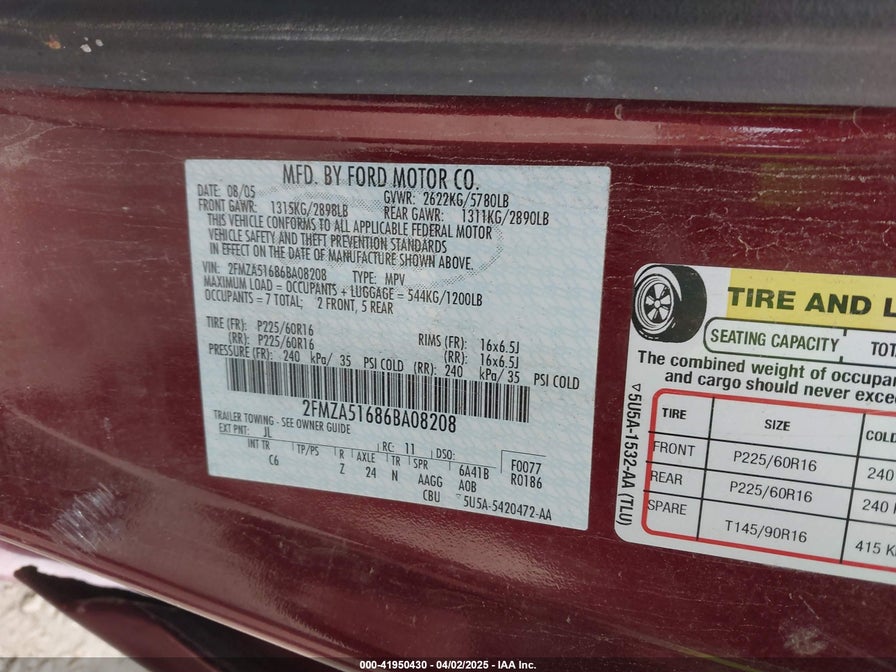 MFD. BY FORD MOTOR CO.
DATE: 08/05 GVWR: 2622KG/5780LB
FRONT GAWR: 1315KG/2898LB REAR GAWR: 1311KG/2890LB
THIS VEHICLE CONFORMS TO ALL APPLICABLE FEDERAL MOTOR
VEHICLE SAFETY AND THEFT PREVENTION STANDARDS
IN EFFECT ON THE DATE OF MANUFACTURE SHOWN ABOVE.
VIN: 2FMZA51686BA08208 TYPE: MPV
MAXIMUM LOAD = OCCUPANTS + LUGGAGE = 544KG/1200LB
OCCUPANTS = 7 TOTAL; 2 FRONT, 5 REAR
TIRE (FR): P225/60R16 RIMS (FR): 16x6.5J
(RR): P225/60R16 (RR): 16x6.5J
PRESSURE (FR): 240 kPa/ 35 PSI COLD (RR): 240 kPa/ 35 PSI COLD
2FMZA51686BA08208
TRAILER TOWING - SEE OWNER GUIDE
EXT PNT: JL RC: 11 DSO:
INT TR TP/PS R AXLE TR SPR 6A41B F0077
C6 Z 24 N AAGG A0B R0186
CBU ▽5U5A-5420472-AA
TIRE AND L
SEATING CAPACITY TOT
The combined weight of occupa
and cargo should never excee
TIRE SIZE COLD
FRONT P225/60R16 240
REAR P225/60R16 240 K
SPARE T145/90R16 415 K
▽5U5A-1532-AA (TLU)
000-41950430 - 04/02/2025 - IAA Inc.